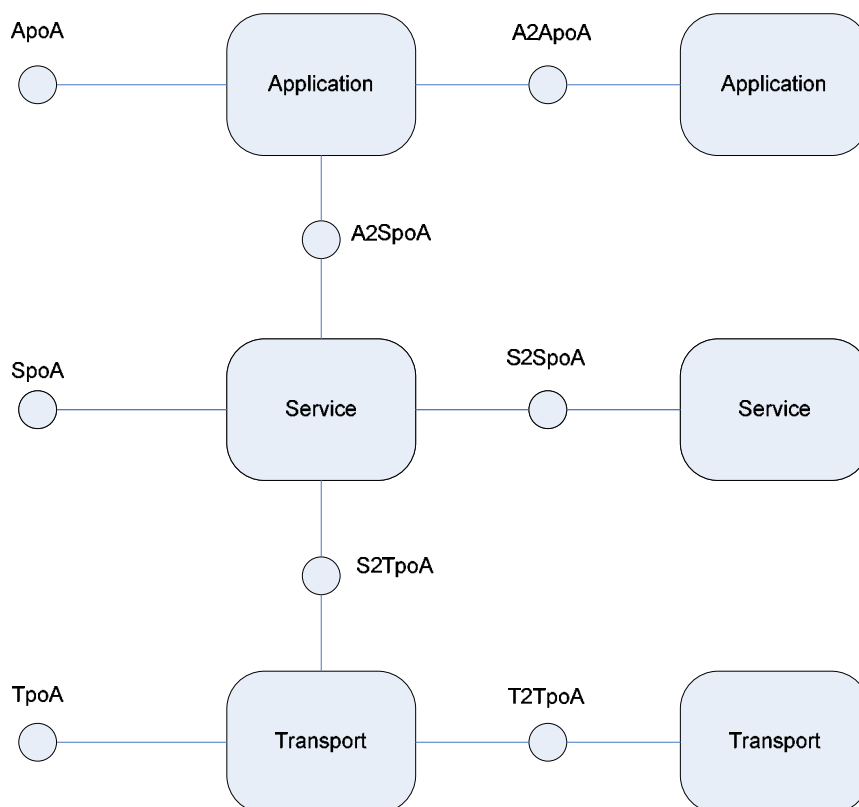 ApoA
A2ApoA
Application
Application
A2SpoA
SpoA
S2SpoA
Service
Service
S2TpoA
TpoA
T2TpoA
Transport
Transport